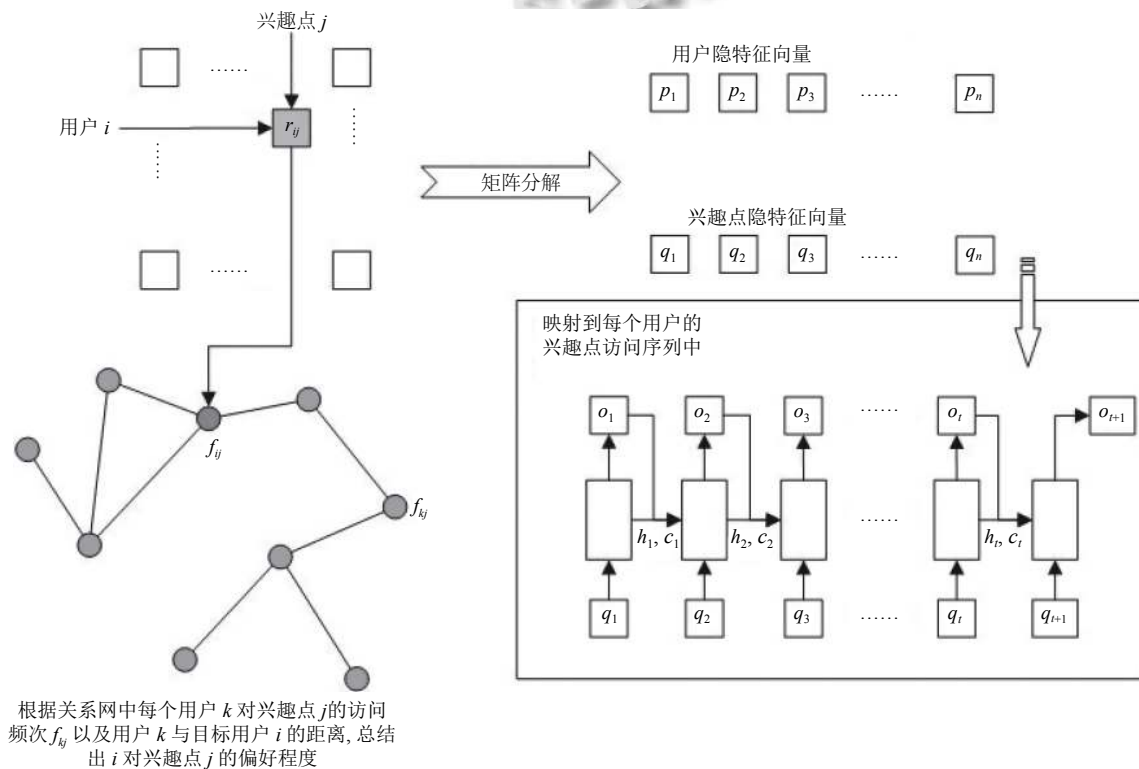 兴趣点 j
…… 
用户 i
r_ij
……
……
……
f_ij
f_kj
根据关系网中每个用户 k 对兴趣点 j的访问
频次 f_kj 以及用户 k 与目标用户 i 的距离, 总结
出 i 对兴趣点 j 的偏好程度
矩阵分解
用户隐特征向量
p_1 p_2 p_3 …… p_n
兴趣点隐特征向量
q_1 q_2 q_3 …… q_n
映射到每个用户的
兴趣点访问序列中
o_1 o_2 o_3 …… o_t o_t+1
……
h_1, c_1 h_2, c_2 h_t, c_t
q_1 q_2 q_3 …… q_t q_t+1